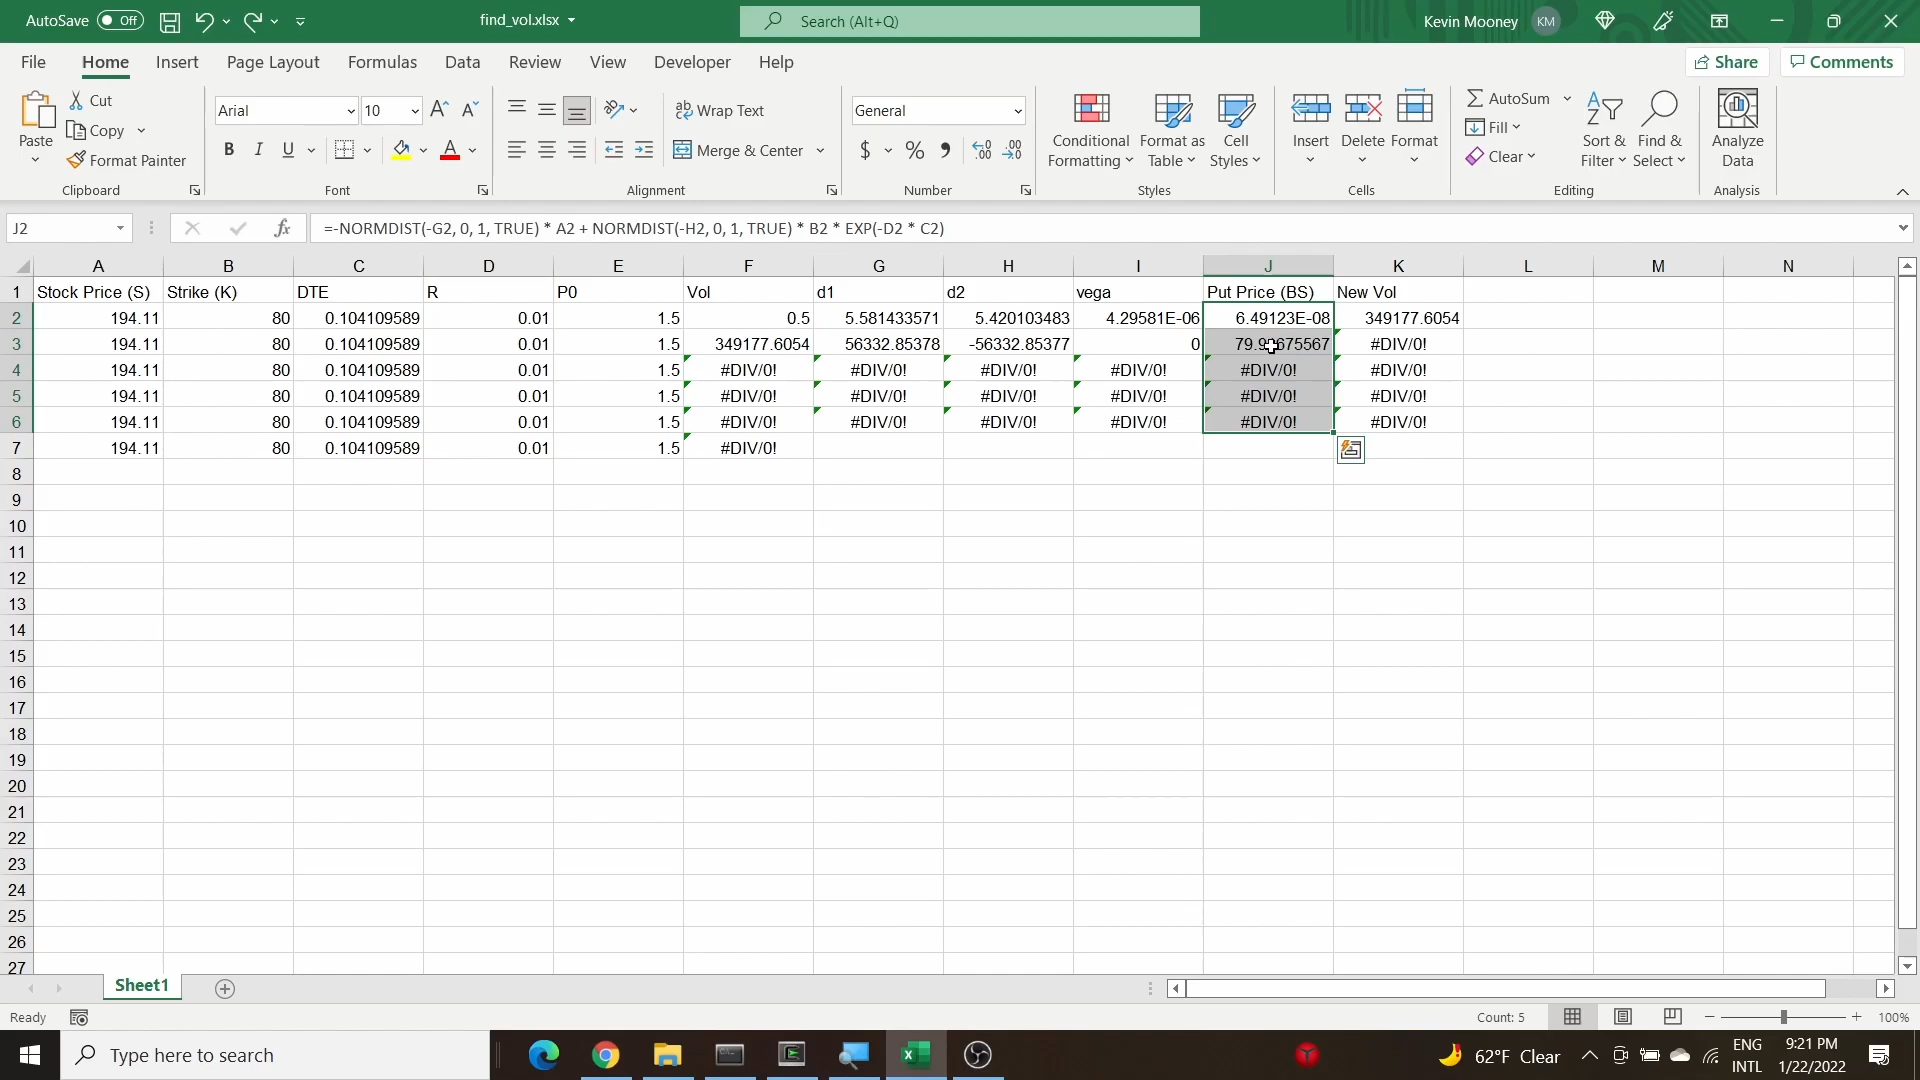 AutoSave Off find_vol.xlsx Search (Alt+Q) Kevin Mooney KM
File Home Insert Page Layout Formulas Data Review View Developer Help Share Comments
Paste Cut Copy Format Painter Clipboard
Arial 10 B I U Font
Wrap Text Merge & Center Alignment
General $ % Number
Conditional Formatting Format as Table Cell Styles Styles
Insert Delete Format Cells
AutoSum Fill Clear Sort & Filter Find & Select Editing
Analyze Data Analysis
J2 fx =-NORMDIST(-G2, 0, 1, TRUE) * A2 + NORMDIST(-H2, 0, 1, TRUE) * B2 * EXP(-D2 * C2)
A B C D E F G H I J K L M N
1 Stock Price (S) Strike (K) DTE R P0 Vol d1 d2 vega Put Price (BS) New Vol
2 194.11 80 0.104109589 0.01 1.5 0.5 5.581433571 5.420103483 4.29581E-06 6.49123E-08 349177.6054
3 194.11 80 0.104109589 0.01 1.5 349177.6054 56332.85378 -56332.85377 0 #DIV/0!
4 194.11 80 0.104109589 0.01 1.5 #DIV/0! #DIV/0! #DIV/0! #DIV/0! #DIV/0! #DIV/0!
5 194.11 80 0.104109589 0.01 1.5 #DIV/0! #DIV/0! #DIV/0! #DIV/0! #DIV/0! #DIV/0!
6 194.11 80 0.104109589 0.01 1.5 #DIV/0! #DIV/0! #DIV/0! #DIV/0! #DIV/0! #DIV/0!
7 194.11 80 0.104109589 0.01 1.5 #DIV/0!
8
9
10
11
12
13
14
15
16
17
18
19
20
21
22
23
24
25
26
27
Sheet1
Ready Count: 5 100%
Type here to search 62°F Clear ENG 9:21 PM
INTL 1/22/2022